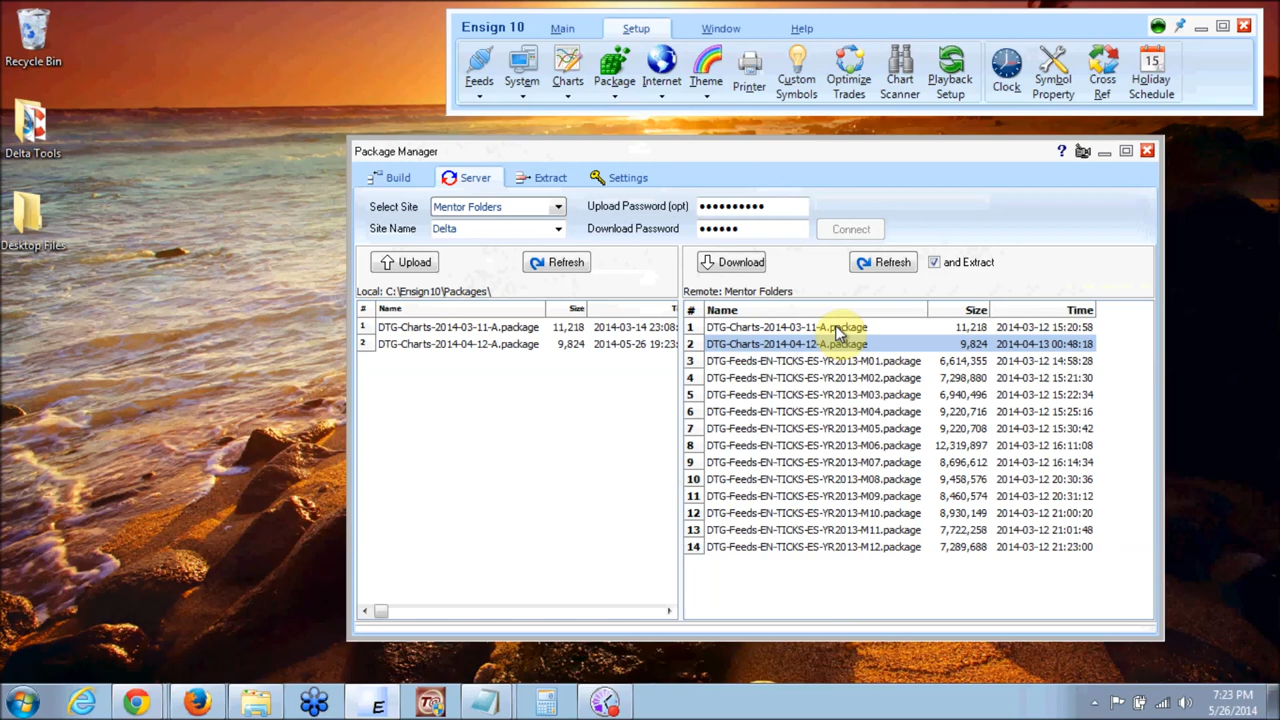 Recycle Bin
Delta Tools
Desktop Files
Ensign 10 Main Setup Window Help
Feeds System Charts Package Internet Theme Printer Custom Symbols Optimize Trades Chart Scanner Playback Setup Clock Symbol Property Cross Ref 15 Holiday Schedule
Package Manager ?
Build Server Extract Settings
Select Site Mentor Folders Upload Password (opt) ••••••••••
Site Name Delta Download Password •••••• Connect
Upload Refresh Download Refresh and Extract
Local: C:\Ensign10\Packages\ Remote: Mentor Folders
# Name Size T
1 DTG-Charts-2014-03-11-A.package 11,218 2014-03-14 23:08:
2 DTG-Charts-2014-04-12-A.package 9,824 2014-05-26 19:23:
# Name Size Time
1 DTG-Charts-2014-03-11-A.package 11,218 2014-03-12 15:20:58
2 DTG-Charts-2014-04-12-A.package 9,824 2014-04-13 00:48:18
3 DTG-Feeds-EN-TICKS-ES-YR2013-M01.package 6,614,355 2014-03-12 14:58:28
4 DTG-Feeds-EN-TICKS-ES-YR2013-M02.package 7,298,880 2014-03-12 15:21:30
5 DTG-Feeds-EN-TICKS-ES-YR2013-M03.package 6,940,496 2014-03-12 15:22:34
6 DTG-Feeds-EN-TICKS-ES-YR2013-M04.package 9,220,716 2014-03-12 15:25:16
7 DTG-Feeds-EN-TICKS-ES-YR2013-M05.package 9,220,708 2014-03-12 15:30:42
8 DTG-Feeds-EN-TICKS-ES-YR2013-M06.package 12,319,897 2014-03-12 16:11:08
9 DTG-Feeds-EN-TICKS-ES-YR2013-M07.package 8,696,612 2014-03-12 16:14:34
10 DTG-Feeds-EN-TICKS-ES-YR2013-M08.package 9,458,576 2014-03-12 20:30:36
11 DTG-Feeds-EN-TICKS-ES-YR2013-M09.package 8,460,574 2014-03-12 20:31:12
12 DTG-Feeds-EN-TICKS-ES-YR2013-M10.package 8,930,149 2014-03-12 21:00:20
13 DTG-Feeds-EN-TICKS-ES-YR2013-M11.package 7,722,258 2014-03-12 21:01:48
14 DTG-Feeds-EN-TICKS-ES-YR2013-M12.package 7,289,688 2014-03-12 21:23:00
E
7:23 PM
5/26/2014